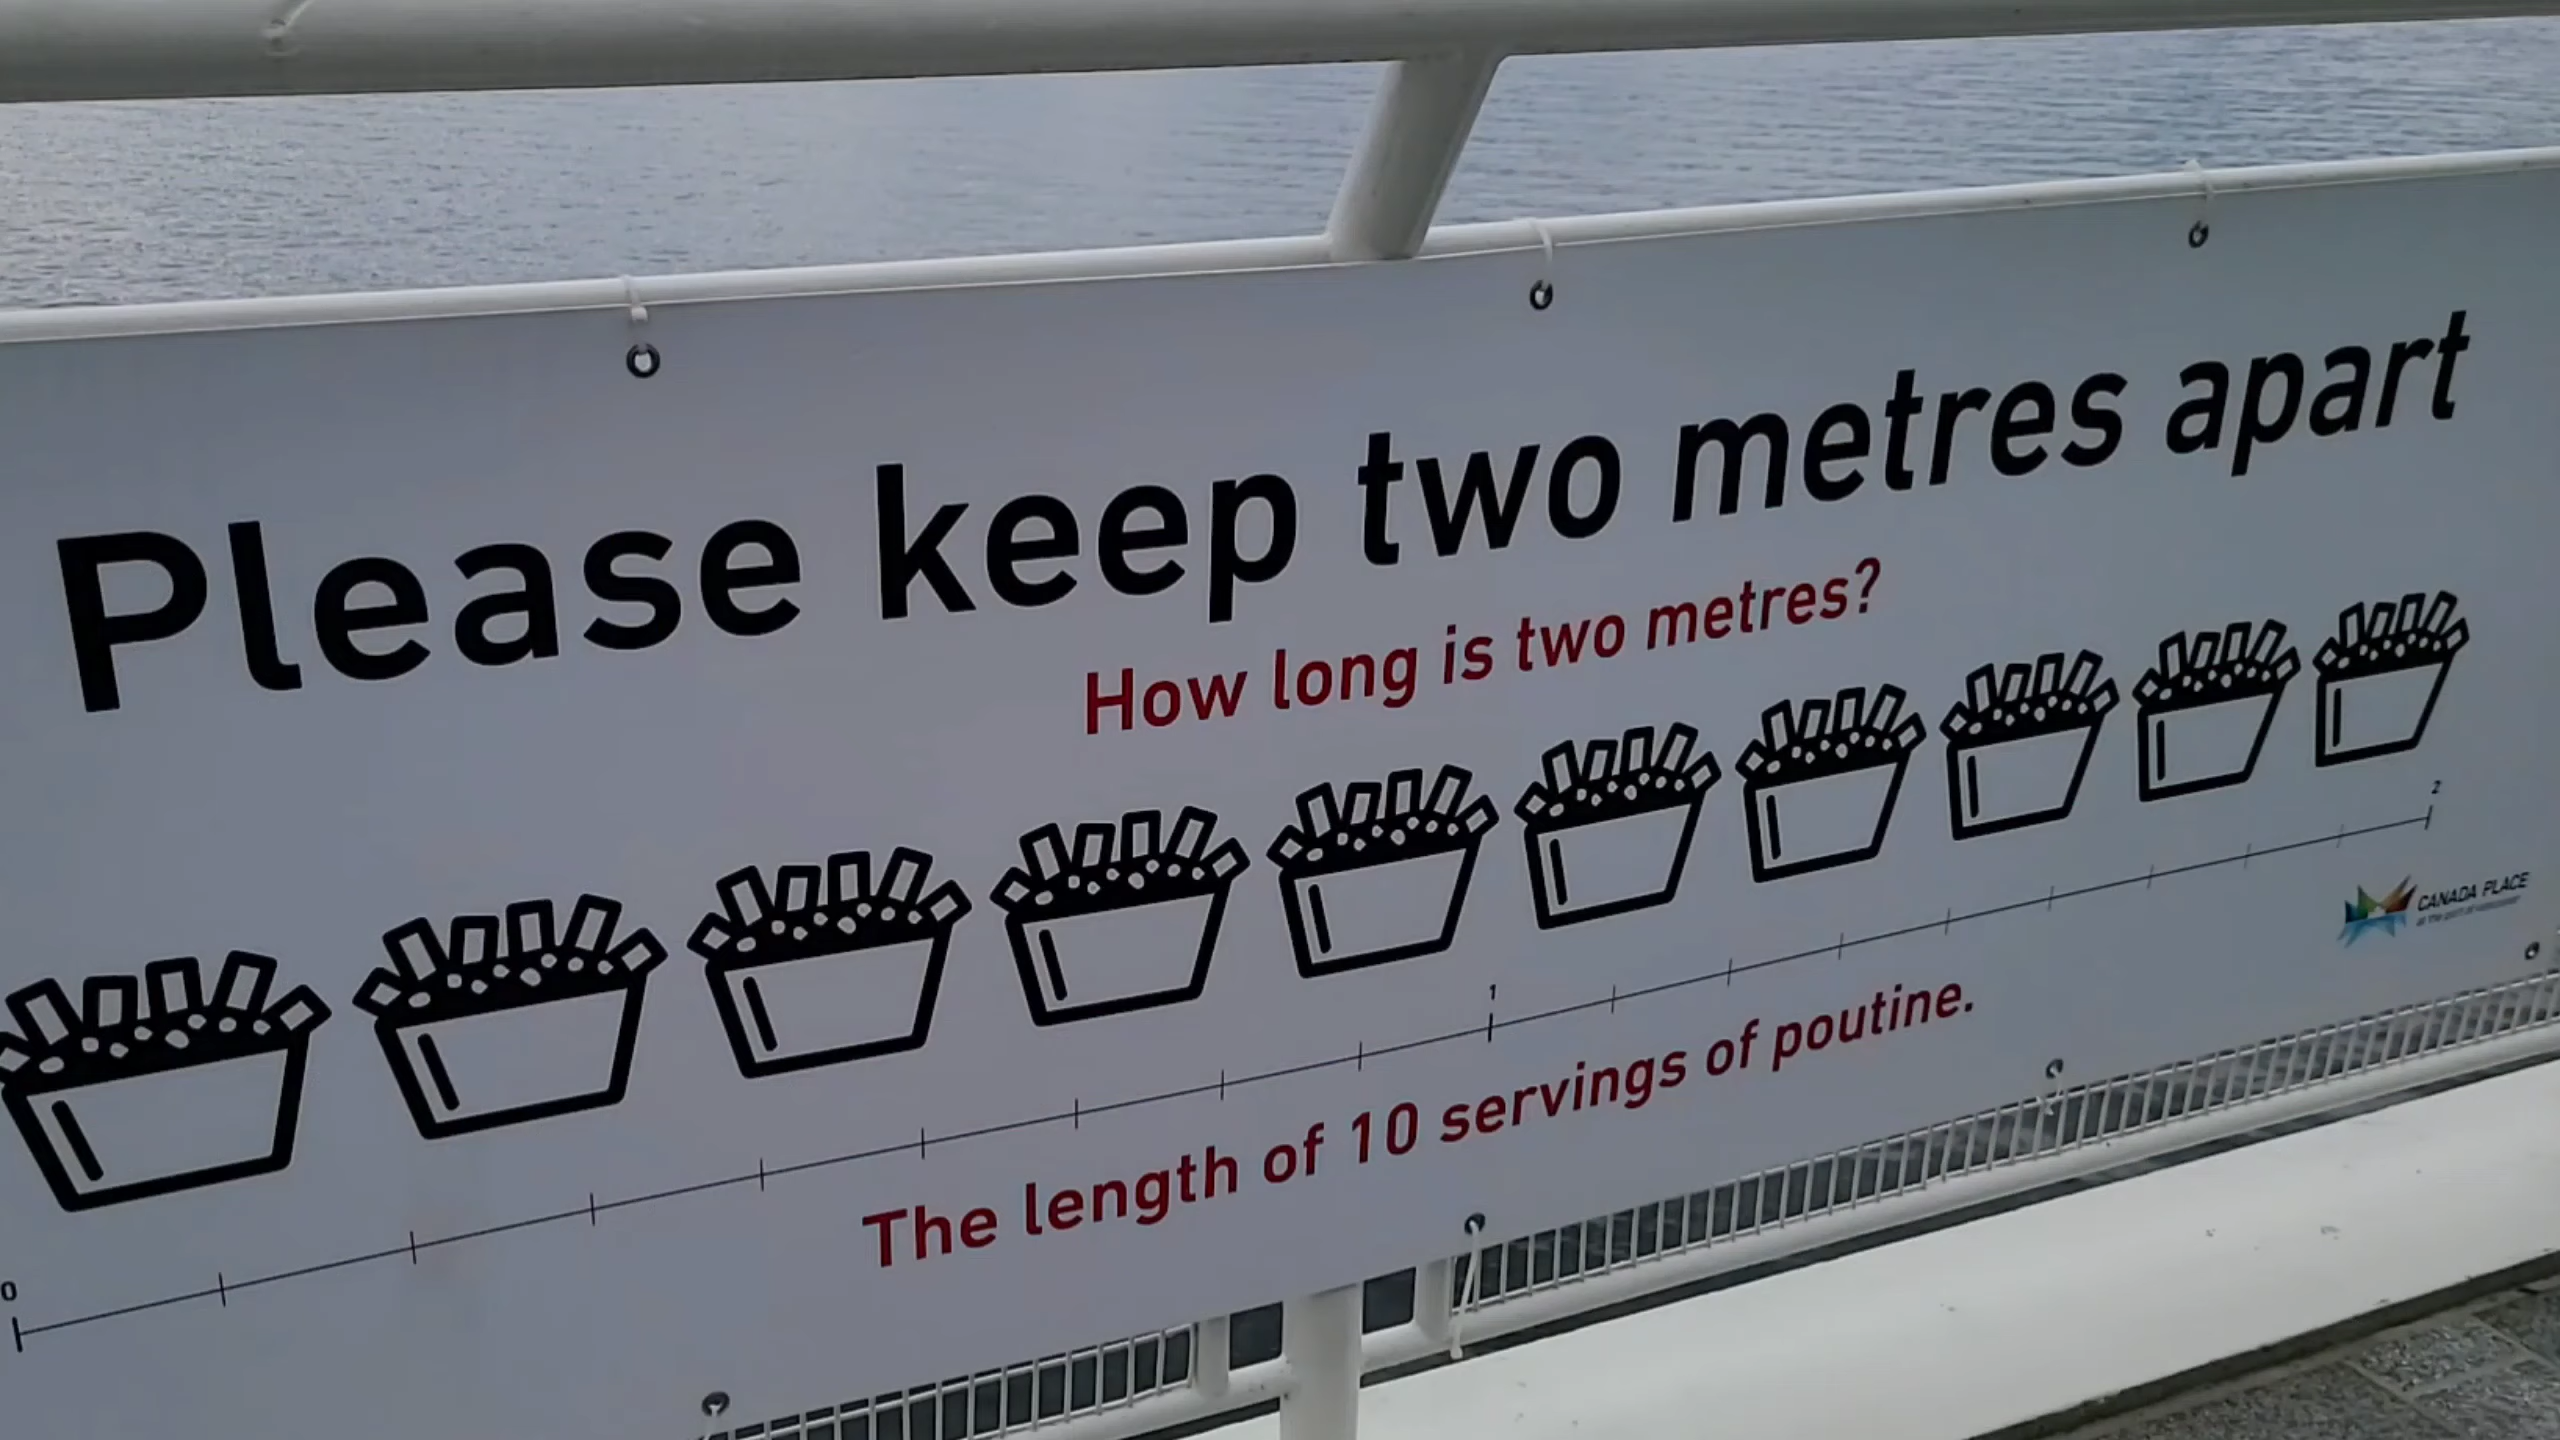 Please keep two metres apart
How long is two metres?
0
1
2
The length of 10 servings of poutine.
CANADA PLACE